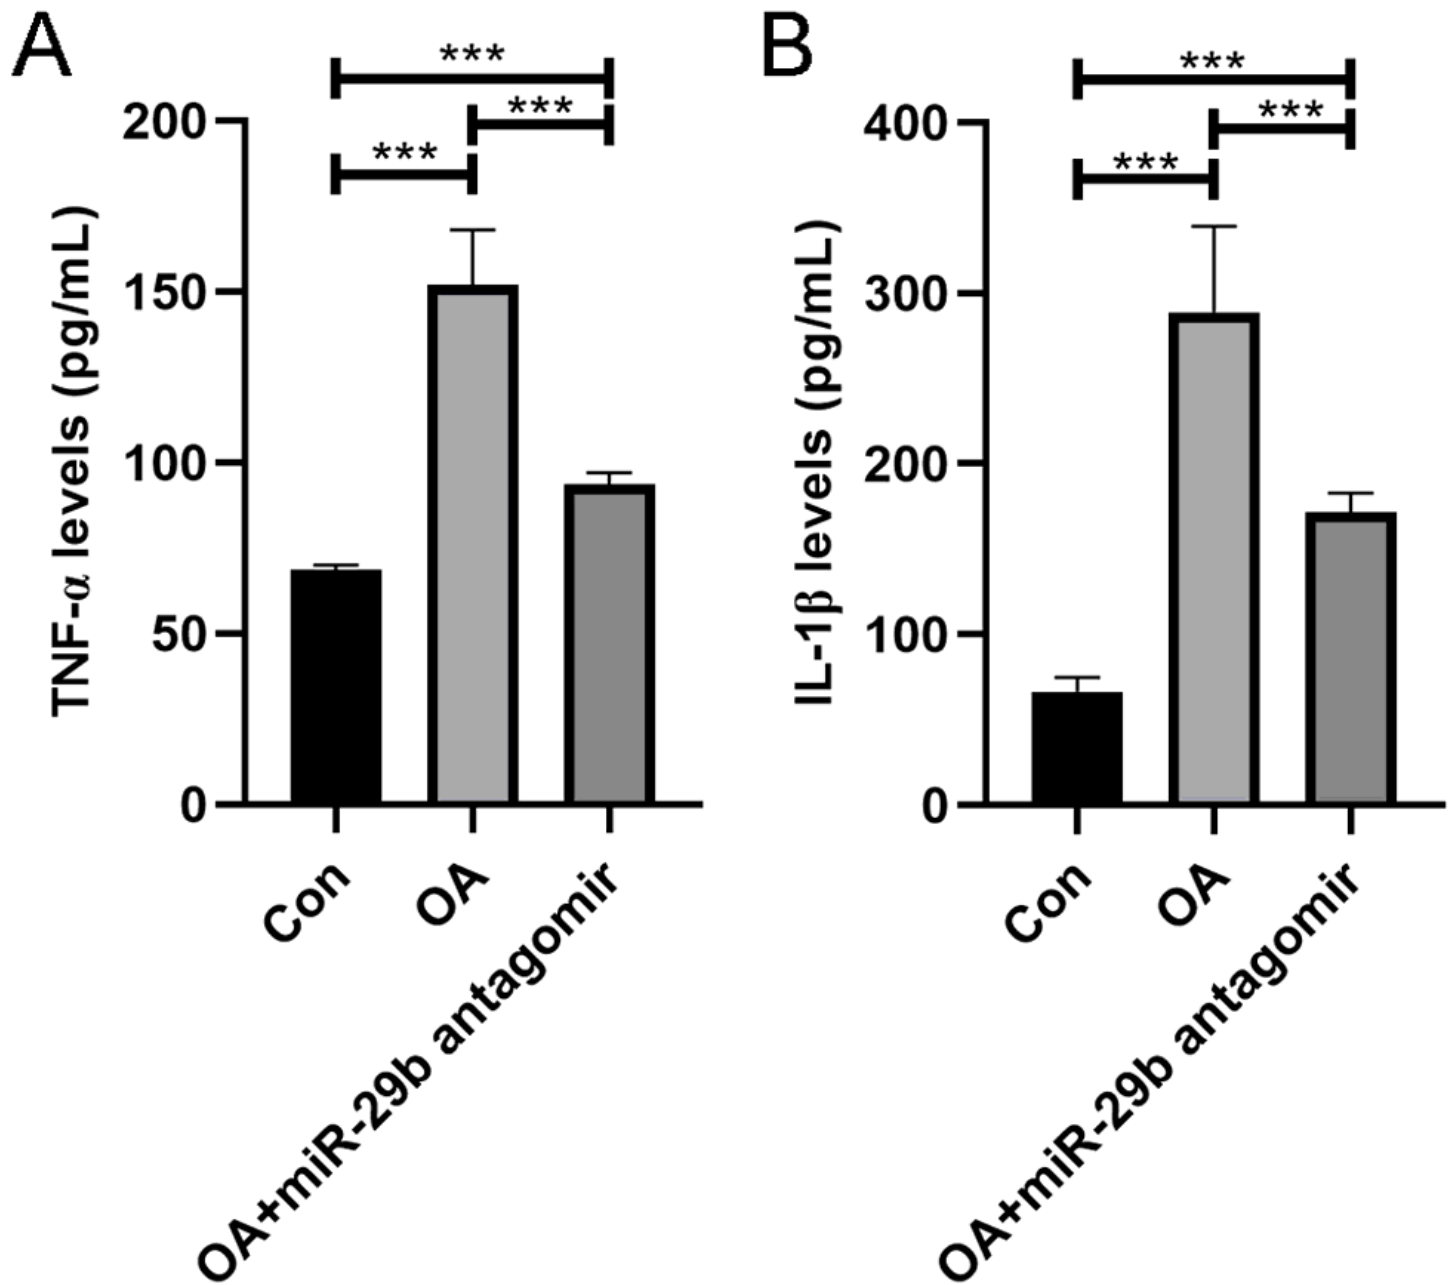 A
TNF-α levels (pg/mL)
200
150
100
50
0
***
***
***
Con
OA
OA+miR-29b antagomir
B
IL-1β levels (pg/mL)
400
300
200
100
0
***
***
***
Con
OA
OA+miR-29b antagomir